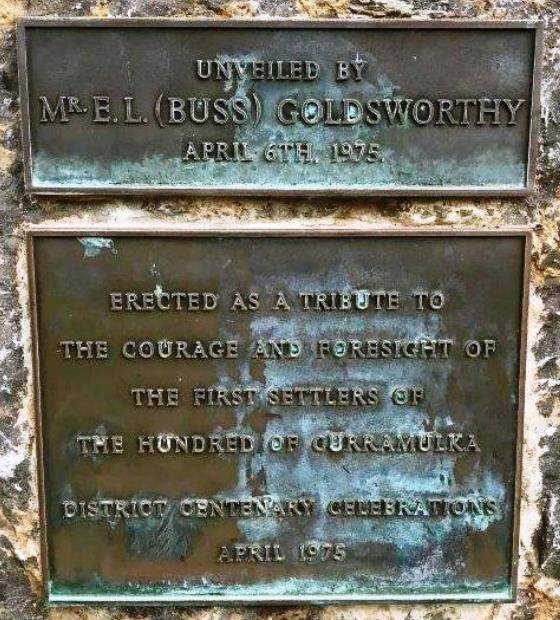 UNVEILED BY
MR. E. L. (BUSS) GOLDSWORTHY
APRIL 6TH, 1975.
ERECTED AS A TRIBUTE TO
THE COURAGE AND FORESIGHT OF
THE FIRST SETTLERS OF
THE HUNDRED OF CURRAMULKA
DISTRICT CENTENARY CELEBRATIONS
APRIL 1975